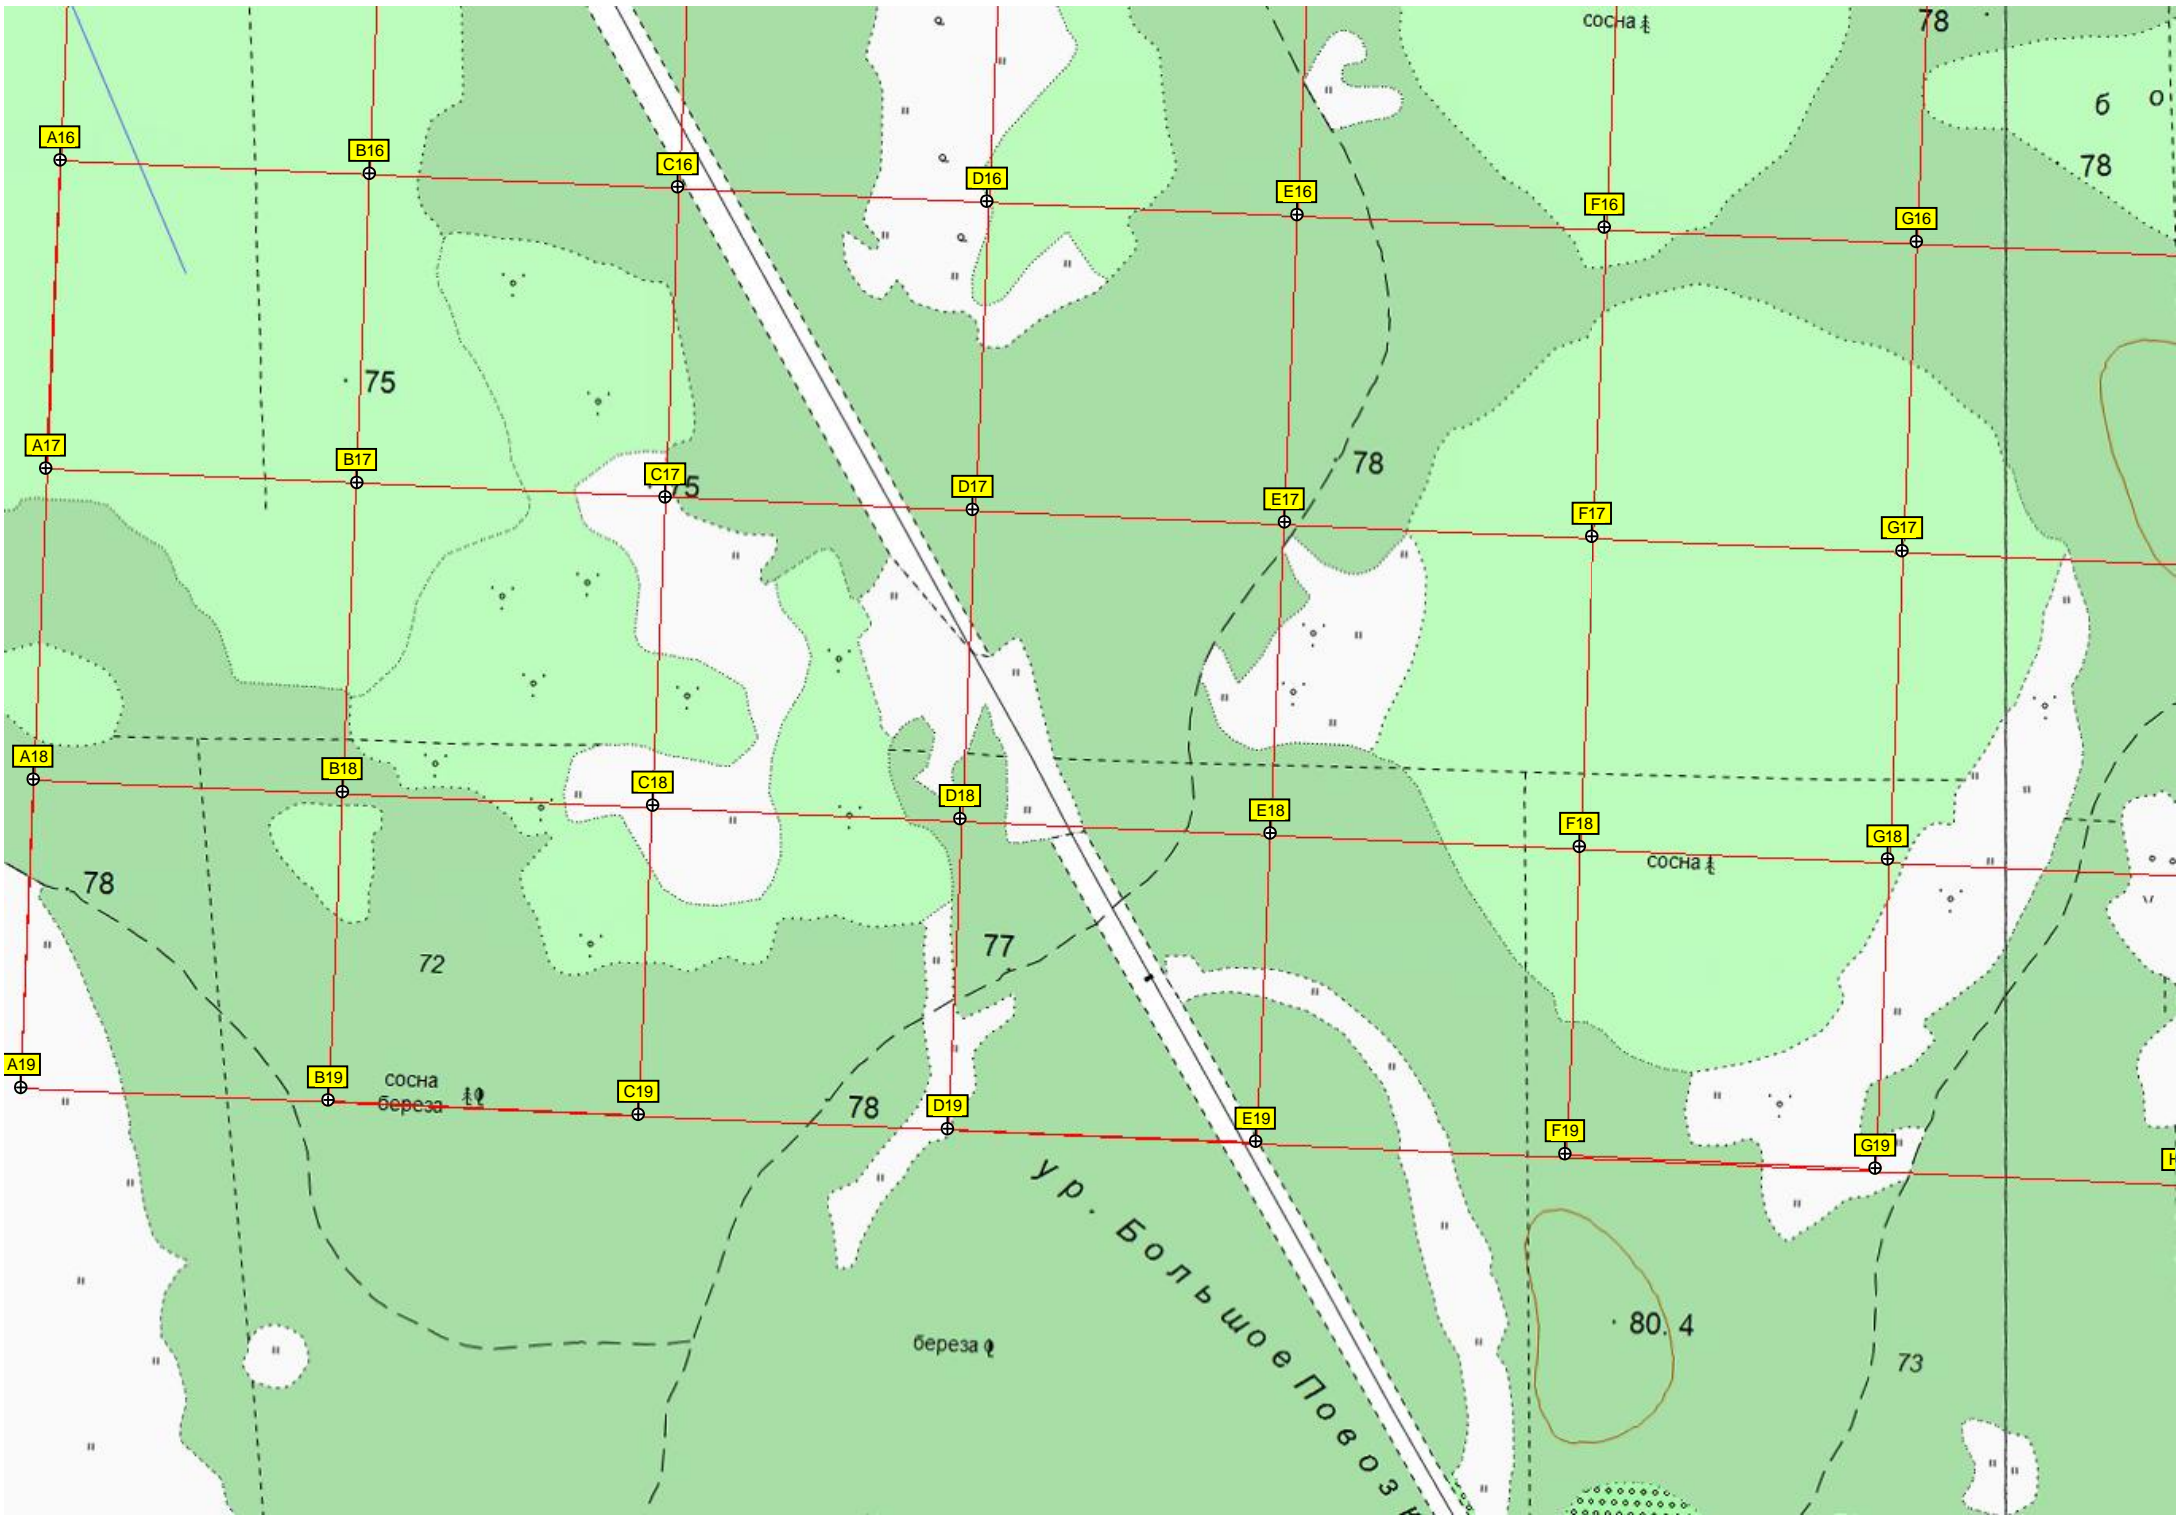 сосна
78
б о
A16
B16
C16
D16
E16
F16
G16
78
75
78
A17
B17
C17
75
D17
E17
F17
G17
A18
B18
C18
D18
E18
F18
G18
сосна
78
72
77
A19
B19
сосна
береза
C19
78
D19
E19
F19
G19
H
ур. Большое Повозк
80.4
береза
73